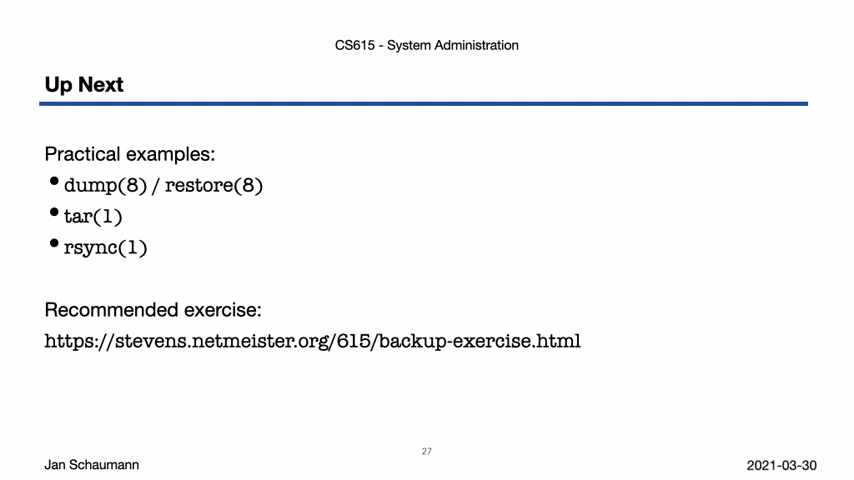 CS615 - System Administration
Up Next
Practical examples:
• dump(8) / restore(8)
• tar(1)
• rsync(1)
Recommended exercise:
https://stevens.netmeister.org/615/backup-exercise.html
27
Jan Schaumann
2021-03-30